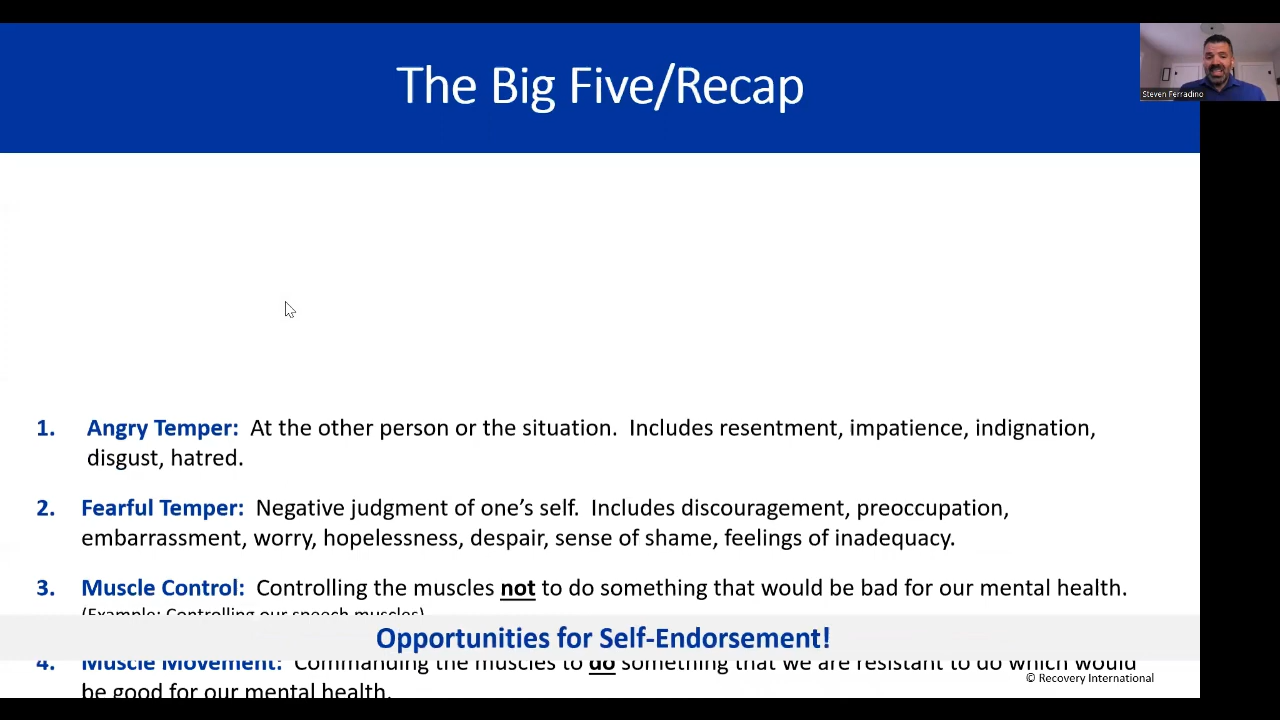 The Big Five/Recap
Steven Ferradino
1. Angry Temper: At the other person or the situation. Includes resentment, impatience, indignation,
disgust, hatred.
2. Fearful Temper: Negative judgment of one's self. Includes discouragement, preoccupation,
embarrassment, worry, hopelessness, despair, sense of shame, feelings of inadequacy.
3. Muscle Control: Controlling the muscles not to do something that would be bad for our mental health.
(Example: Controlling our speech muscles)
Opportunities for Self-Endorsement!
4. Muscle Movement: Commanding the muscles to do something that we are resistant to do which would
be good for our mental health.
© Recovery International